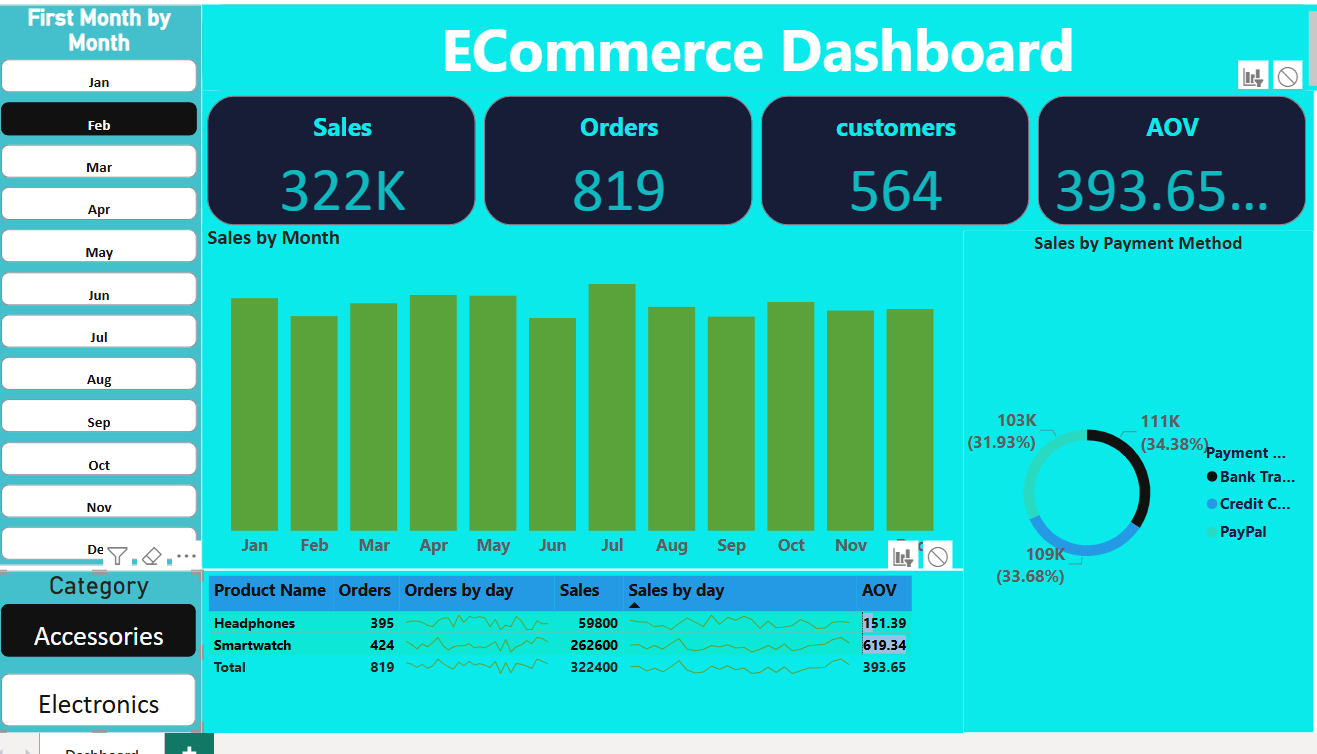 First Month by
Month
Jan
Feb
Mar
Apr
May
Jun
Jul
Aug
Sep
Oct
Nov
De
Category
Accessories
Electronics
ECommerce Dashboard
Sales
322K
Orders
819
customers
564
AOV
393.65...
Sales by Month
Jan Feb Mar Apr May Jun Jul Aug Sep Oct Nov
Sales by Payment Method
103K
(31.93%)
111K
(34.38%)
109K
(33.68%)
Payment ...
Bank Tra...
Credit C...
PayPal
Product Name Orders Orders by day Sales Sales by day AOV
Headphones 395 59800 151.39
Smartwatch 424 262600 619.34
Total 819 322400 393.65
Dashboard